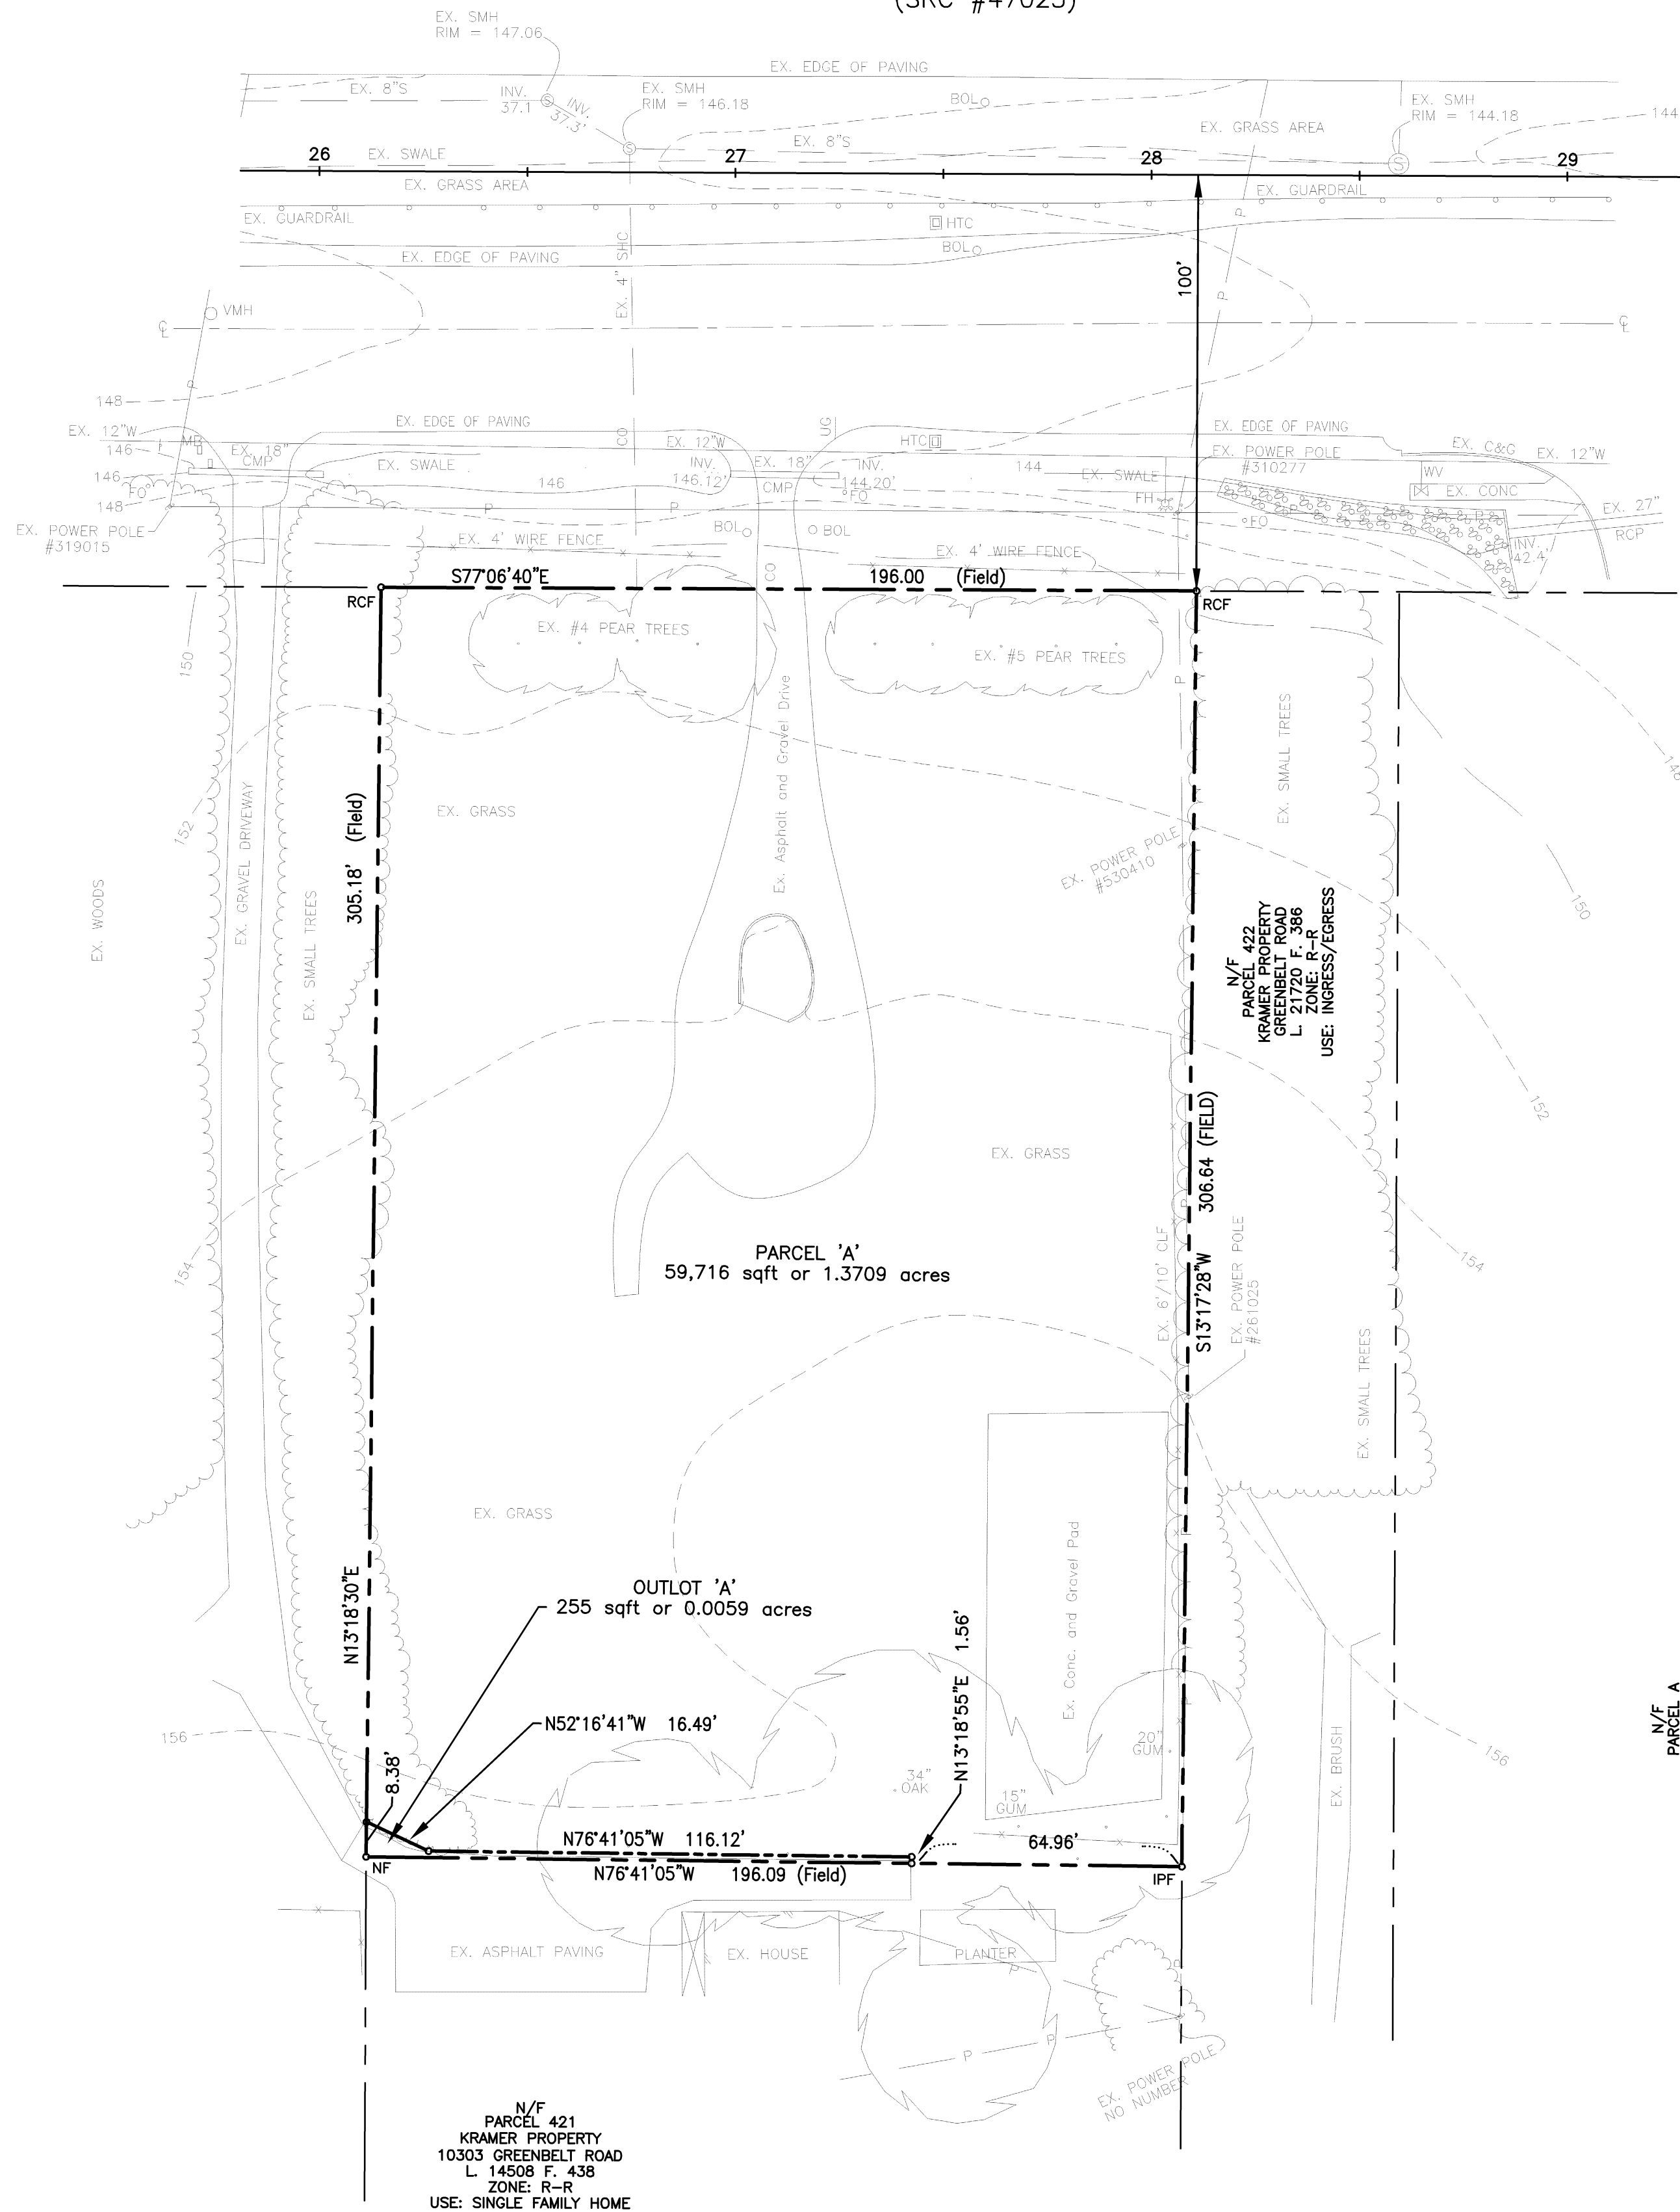 (SRC #47025)
EX. SMH
RIM = 147.06
EX. EDGE OF PAVING
EX. 8"S
INV.
37.1
INV.
37.3'
EX. SMH
RIM = 146.18
BOL
EX. SMH
RIM = 144.18
144
EX. GRASS AREA
26
EX. SWALE
27
EX. 8"S
28
29
EX. GRASS AREA
EX. GUARDRAIL
EX. GUARDRAIL
HTC
BOL
EX. EDGE OF PAVING
EX. 4" SHC
100'
P
P
VMH
148
EX. 12"W
146
MB
EX. 18"
CMP
EX. EDGE OF PAVING
EX. SWALE
CO
EX. 12"W
INV.
146.12'
EX. 18"
CMP
UG
INV.
144.20'
HTC
EX. EDGE OF PAVING
EX. C&G
EX. 12"W
EX. POWER POLE
#310277
144
EX. SWALE
WV
EX. CONC
146
FO
148
146
FO
FH
FO
EX. 27"
RCP
EX. POWER POLE
#319015
P
P
BOL
BOL
INV.
42.4'
EX. 4' WIRE FENCE
EX. 4' WIRE FENCE
S77°06'40"E
196.00 (Field)
CO
RCF
RCF
EX. #4 PEAR TREES
EX. #5 PEAR TREES
150
P
EX. SMALL TREES
148
Ex. Asphalt and Gravel Drive
152
EX. GRASS
305.18' (Field)
EX. POWER POLE
#530410
EX. WOODS
EX. GRAVEL DRIVEWAY
EX. SMALL TREES
150
N/F
PARCEL 422
KRAMER PROPERTY
GREENBELT ROAD
L. 21720 F. 386
ZONE: R-R
USE: INGRESS/EGRESS
152
306.64 (FIELD)
EX. GRASS
PARCEL 'A'
59,716 sqft or 1.3709 acres
EX. 6'/10' CLF
S13°17'28"W
EX. POWER POLE
#261025
154
154
EX. SMALL TREES
EX. GRASS
Ex. Conc. and Gravel Pad
N13°18'30"E
OUTLOT 'A'
255 sqft or 0.0059 acres
N13°18'55"E 1.56'
N52°16'41"W 16.49'
156
156
8.38'
34"
OAK
20"
GUM
15"
GUM
EX. BRUSH
N/F
PARCEL A
N76°41'05"W 116.12'
64.96'
N76°41'05"W 196.09 (Field)
NF
IPF
EX. ASPHALT PAVING
EX. HOUSE
PLANTER
P
P
P
EX. POWER POLE
NO NUMBER
N/F
PARCEL 421
KRAMER PROPERTY
10303 GREENBELT ROAD
L. 14508 F. 438
ZONE: R-R
USE: SINGLE FAMILY HOME